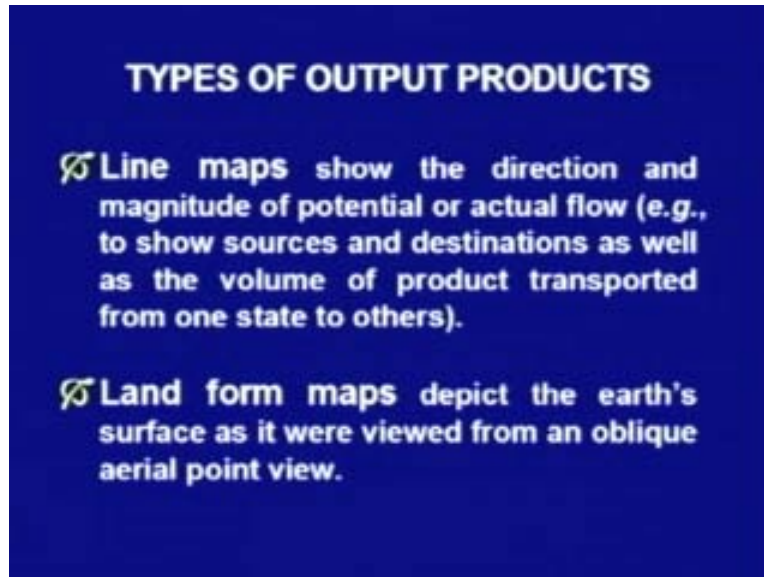 TYPES OF OUTPUT PRODUCTS
Line maps show the direction and
magnitude of potential or actual flow (e.g.,
to show sources and destinations as well
as the volume of product transported
from one state to others).
Land form maps depict the earth's
surface as it were viewed from an oblique
aerial point view.